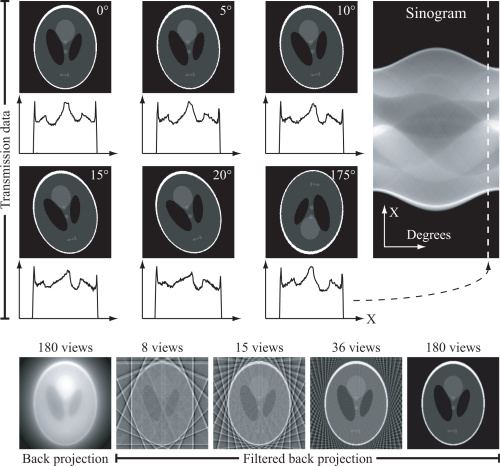 0°
5°
10°
Sinogram
Transmission data
15°
20°
175°
X
Degrees
X
180 views
8 views
15 views
36 views
180 views
Back projection
Filtered back projection